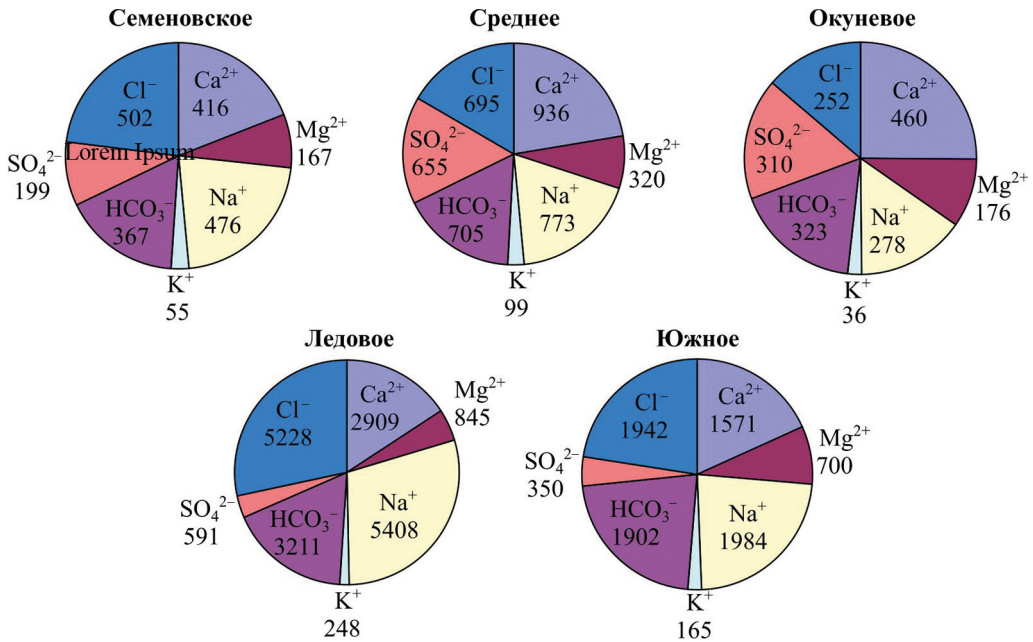 Семеновское
Cl⁻
502
Ca²⁺
416
Mg²⁺
167
SO₄²⁻
199
Lorem Ipsum
HCO₃⁻
367
Na⁺
476
K⁺
55
Среднее
Cl⁻
695
Ca²⁺
936
SO₄²⁻
655
Mg²⁺
320
HCO₃⁻
705
Na⁺
773
K⁺
99
Окуневое
Cl⁻
252
Ca²⁺
460
SO₄²⁻
310
Mg²⁺
176
HCO₃⁻
323
Na⁺
278
K⁺
36
Ледовое
Cl⁻
5228
Ca²⁺
2909
Mg²⁺
845
SO₄²⁻
591
HCO₃⁻
3211
Na⁺
5408
K⁺
248
Южное
Cl⁻
1942
Ca²⁺
1571
Mg²⁺
700
SO₄²⁻
350
HCO₃⁻
1902
Na⁺
1984
K⁺
165